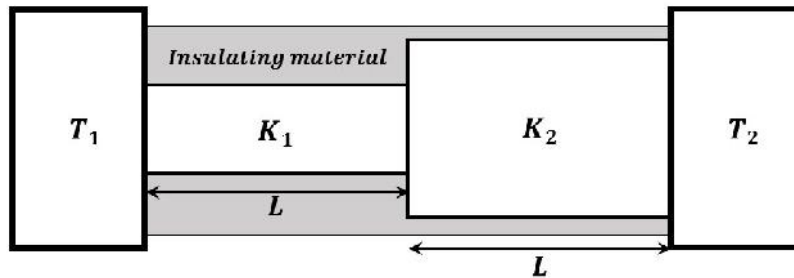 Insulating material
T₁
K₁
K₂
T₂
L
L